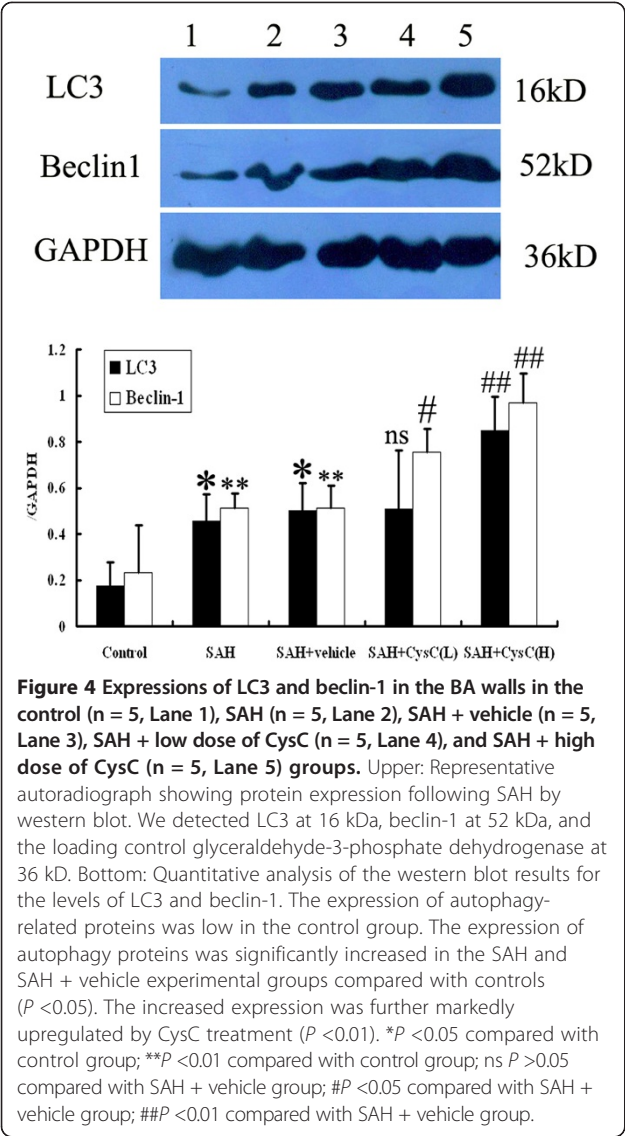 1 2 3 4 5
LC3 16kD
Beclin1 52kD
GAPDH 36kD
1.2
1
0.8
0.6
0.4
0.2
0
/GAPDH
LC3
Beclin-1
* ** * ** ns # ## ##
Control SAH SAH+vehicle SAH+CysC(L) SAH+CysC(H)
Figure 4 Expressions of LC3 and beclin-1 in the BA walls in the
control (n = 5, Lane 1), SAH (n = 5, Lane 2), SAH + vehicle (n = 5,
Lane 3), SAH + low dose of CysC (n = 5, Lane 4), and SAH + high
dose of CysC (n = 5, Lane 5) groups. Upper: Representative
autoradiograph showing protein expression following SAH by
western blot. We detected LC3 at 16 kDa, beclin-1 at 52 kDa, and
the loading control glyceraldehyde-3-phosphate dehydrogenase at
36 kD. Bottom: Quantitative analysis of the western blot results for
the levels of LC3 and beclin-1. The expression of autophagy-
related proteins was low in the control group. The expression of
autophagy proteins was significantly increased in the SAH and
SAH + vehicle experimental groups compared with controls
(P <0.05). The increased expression was further markedly
upregulated by CysC treatment (P <0.01). *P <0.05 compared with
control group; **P <0.01 compared with control group; ns P >0.05
compared with SAH + vehicle group; #P <0.05 compared with SAH +
vehicle group; ##P <0.01 compared with SAH + vehicle group.